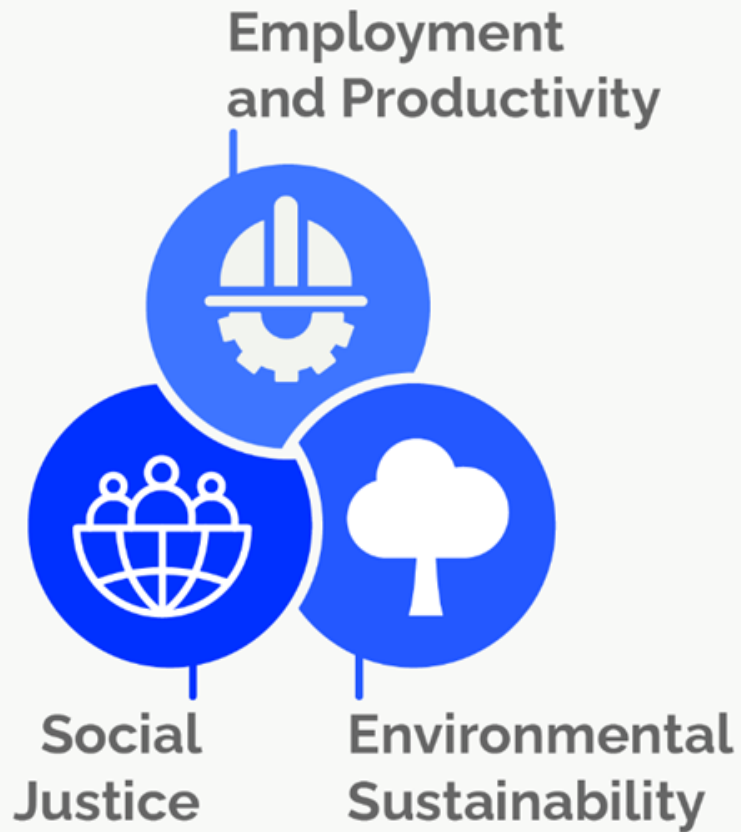 Employment
and Productivity
Social
Justice
Environmental
Sustainability